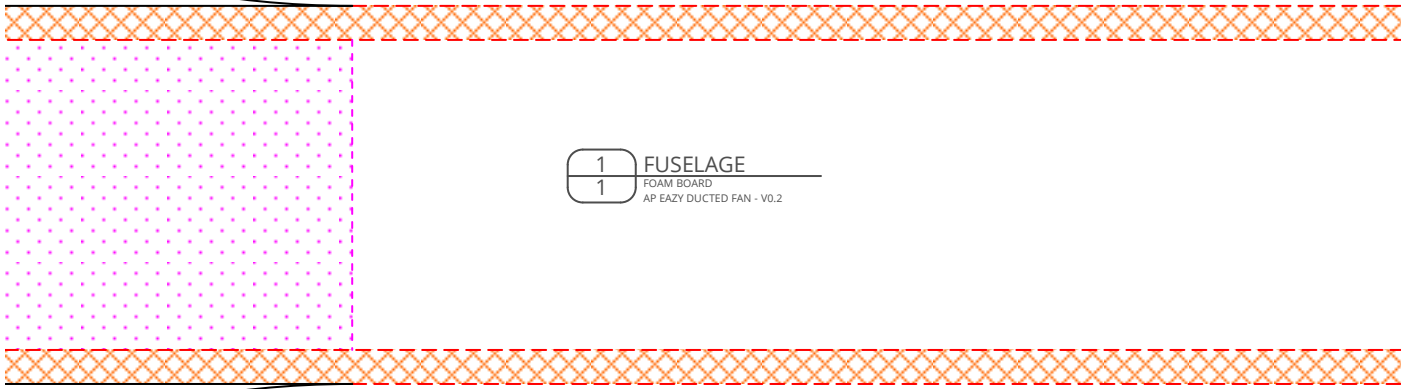 1
FUSELAGE
1
FOAM BOARD
AP EAZY DUCTED FAN - V0.2